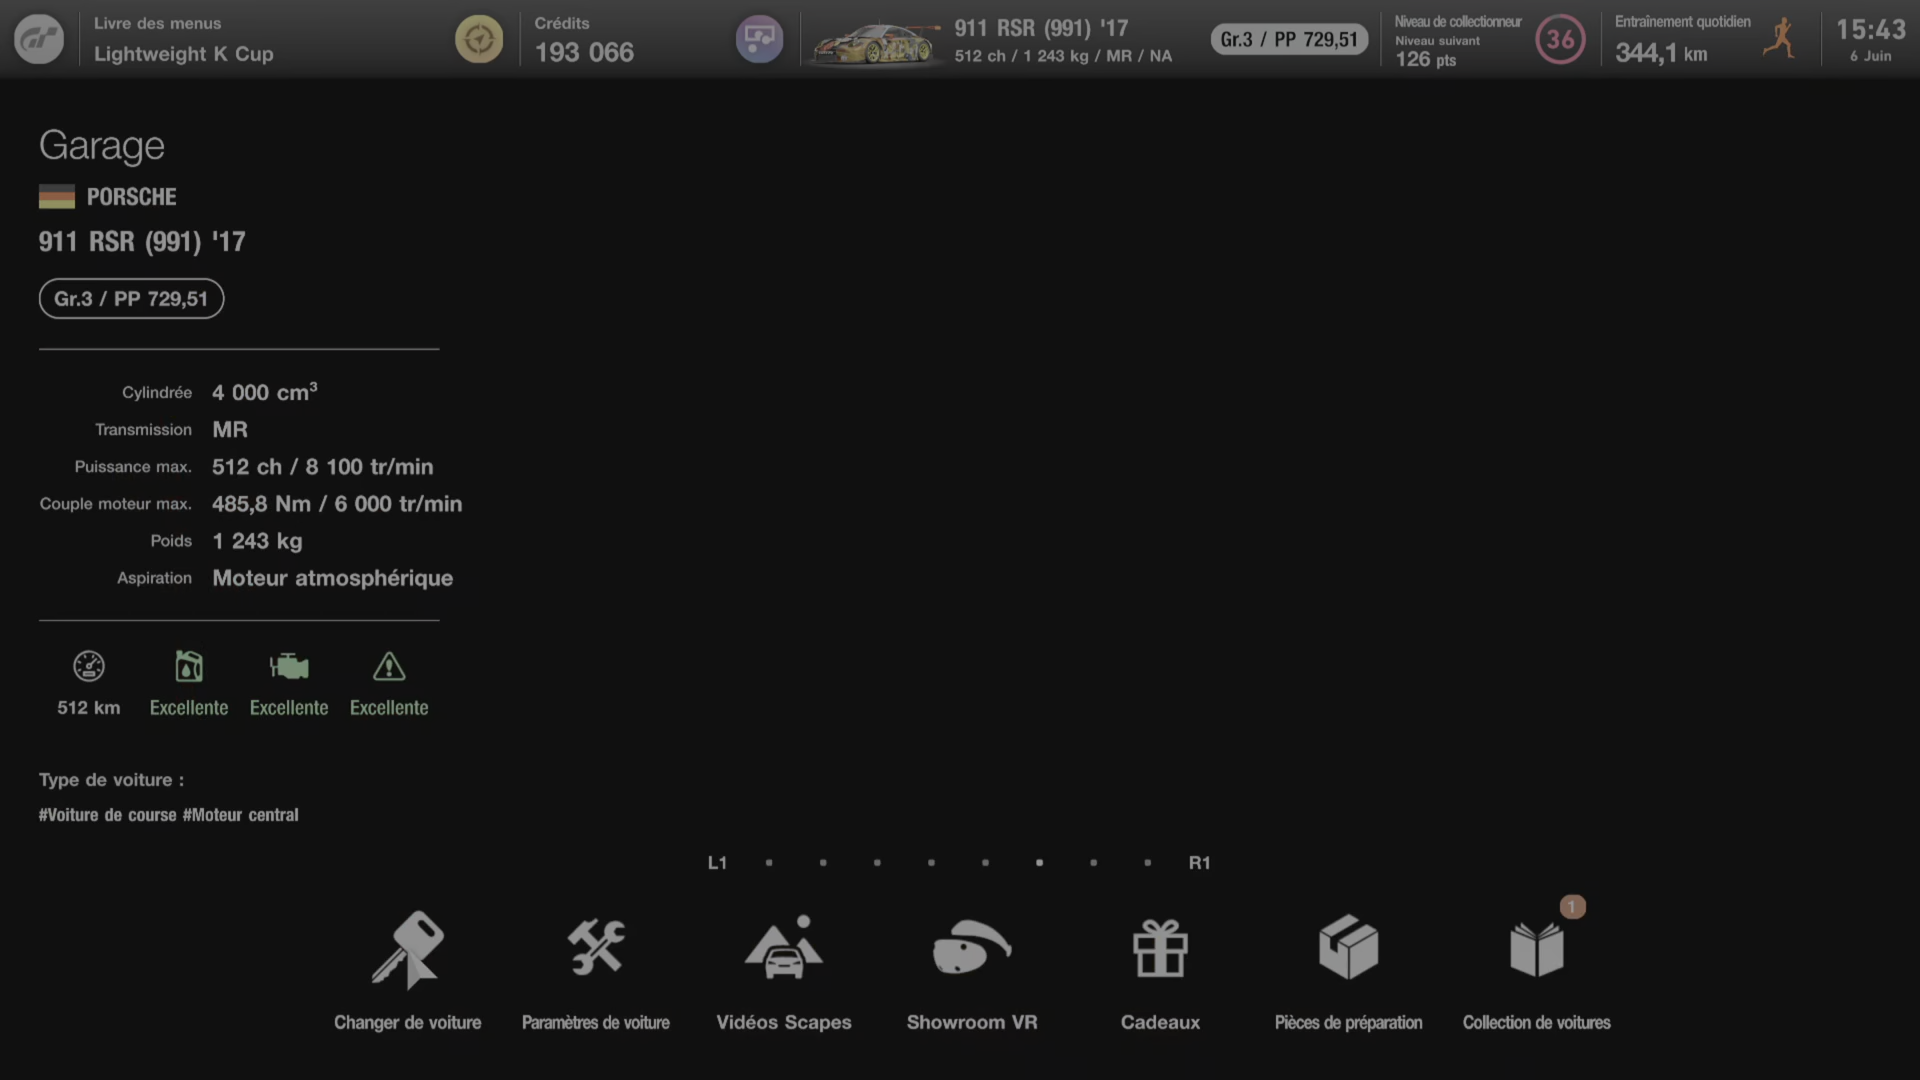 Livre des menus
Lightweight K Cup
Crédits
193 066
911 RSR (991) '17
512 ch / 1 243 kg / MR / NA
Gr.3 / PP 729,51
Niveau de collectionneur
Niveau suivant
126 pts
36
Entraînement quotidien
344,1 km
15:43
6 Juin
Garage
PORSCHE
911 RSR (991) '17
Gr.3 / PP 729,51
Cylindrée 4 000 cm³
Transmission MR
Puissance max. 512 ch / 8 100 tr/min
Couple moteur max. 485,8 Nm / 6 000 tr/min
Poids 1 243 kg
Aspiration Moteur atmosphérique
512 km Excellente Excellente Excellente
Type de voiture :
#Voiture de course #Moteur central
L1 R1
1
Changer de voiture Paramètres de voiture Vidéos Scapes Showroom VR Cadeaux Pièces de préparation Collection de voitures